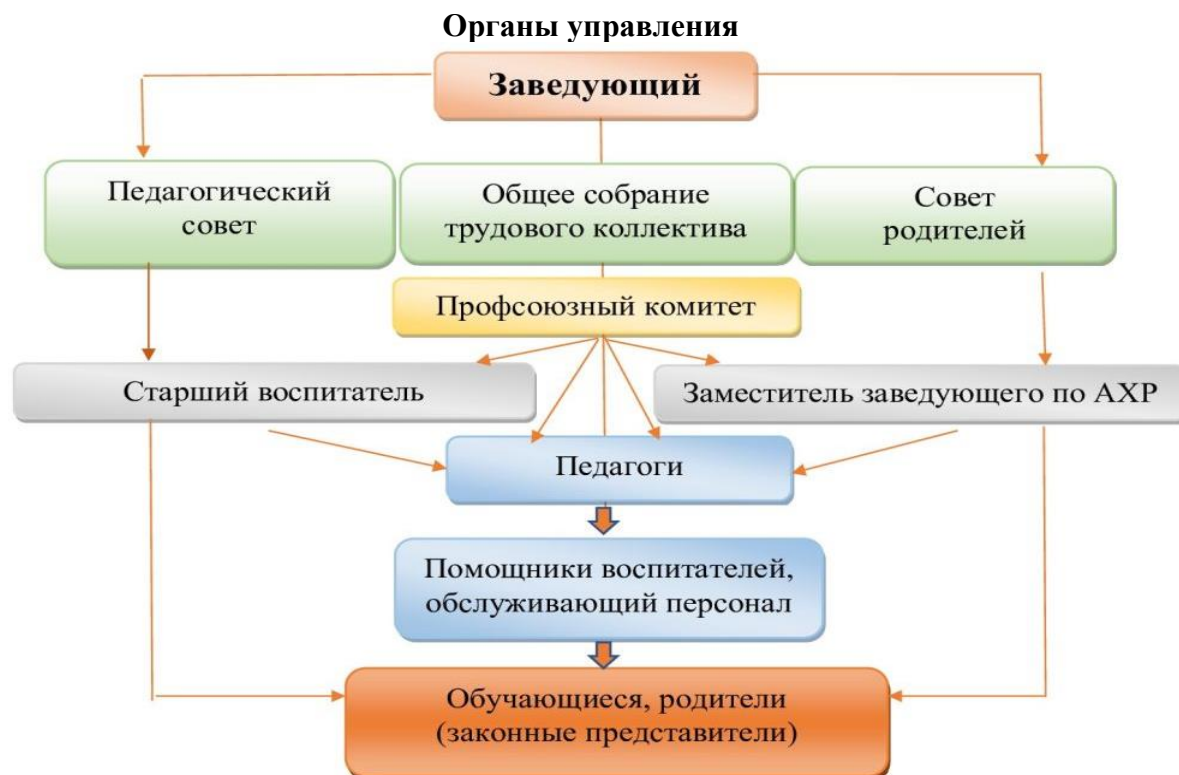 Органы управления
Заведующий
Педагогический
совет
Общее собрание
трудового коллектива
Совет
родителей
Профсоюзный комитет
Старший воспитатель
Заместитель заведующего по АХР
Педагоги
Помощники воспитателей,
обслуживающий персонал
Обучающиеся, родители
(законные представители)